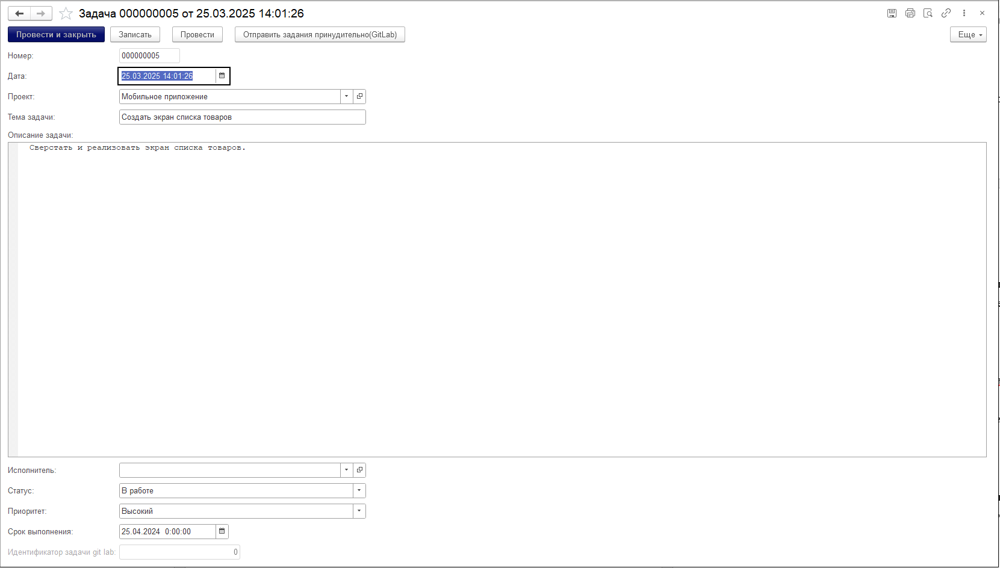 Задача 000000005 от 25.03.2025 14:01:26
Провести и закрыть Записать Провести Отправить задания принудительно(GitLab) Еще
Номер: 000000005
Дата: 25.03.2025 14:01:26
Проект: Мобильное приложение
Тема задачи: Создать экран списка товаров
Описание задачи:
Сверстать и реализовать экран списка товаров.
Исполнитель:
Статус: В работе
Приоритет: Высокий
Срок выполнения: 25.04.2024 0:00:00
Идентификатор задачи git lab: 0